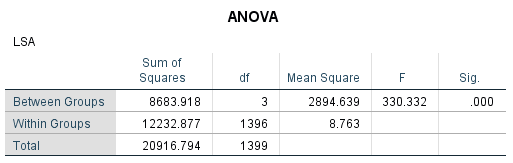 ANOVA
LSA
Sum of
Squares df Mean Square F Sig.
Between Groups 8683.918 3 2894.639 330.332 .000
Within Groups 12232.877 1396 8.763
Total 20916.794 1399